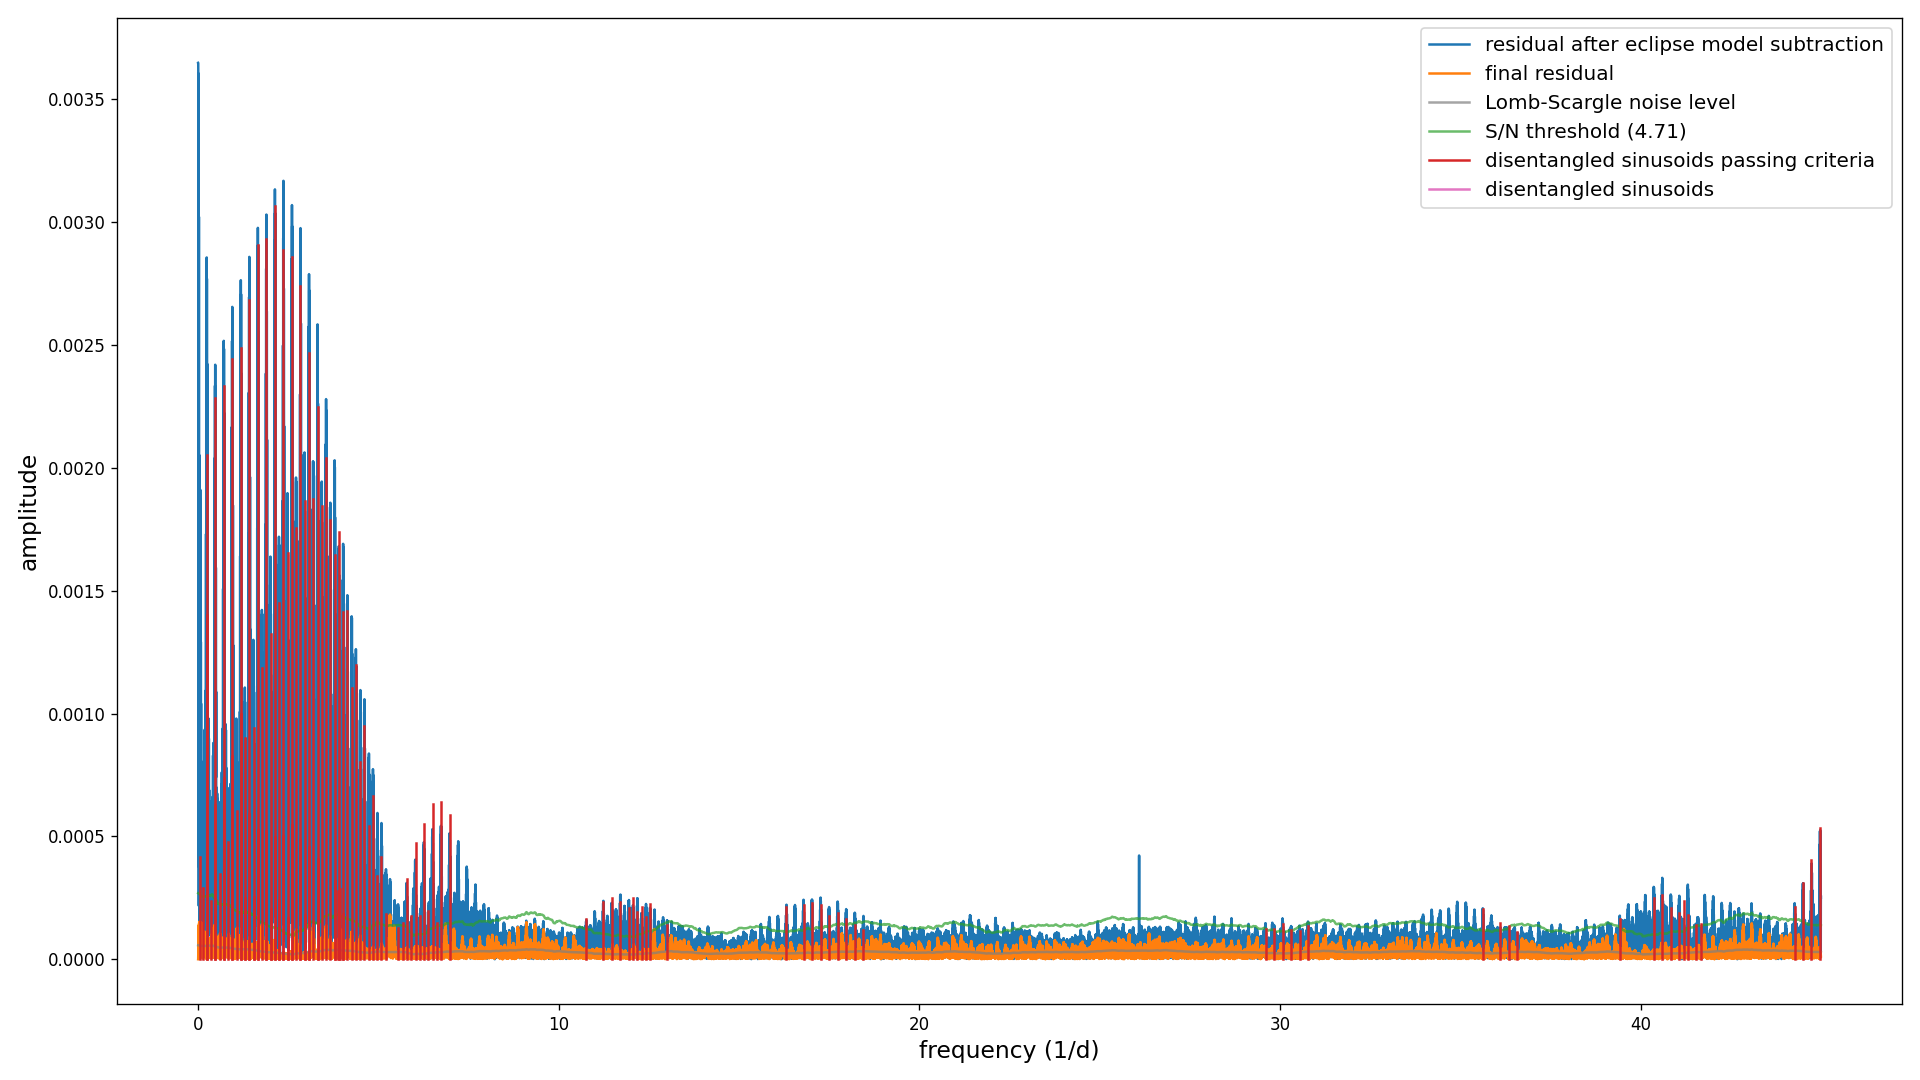 residual after eclipse model subtraction
final residual
Lomb-Scargle noise level
S/N threshold (4.71)
disentangled sinusoids passing criteria
disentangled sinusoids
amplitude
0.0035
0.0030
0.0025
0.0020
0.0015
0.0010
0.0005
0.0000
0 10 20 30 40
frequency (1/d)